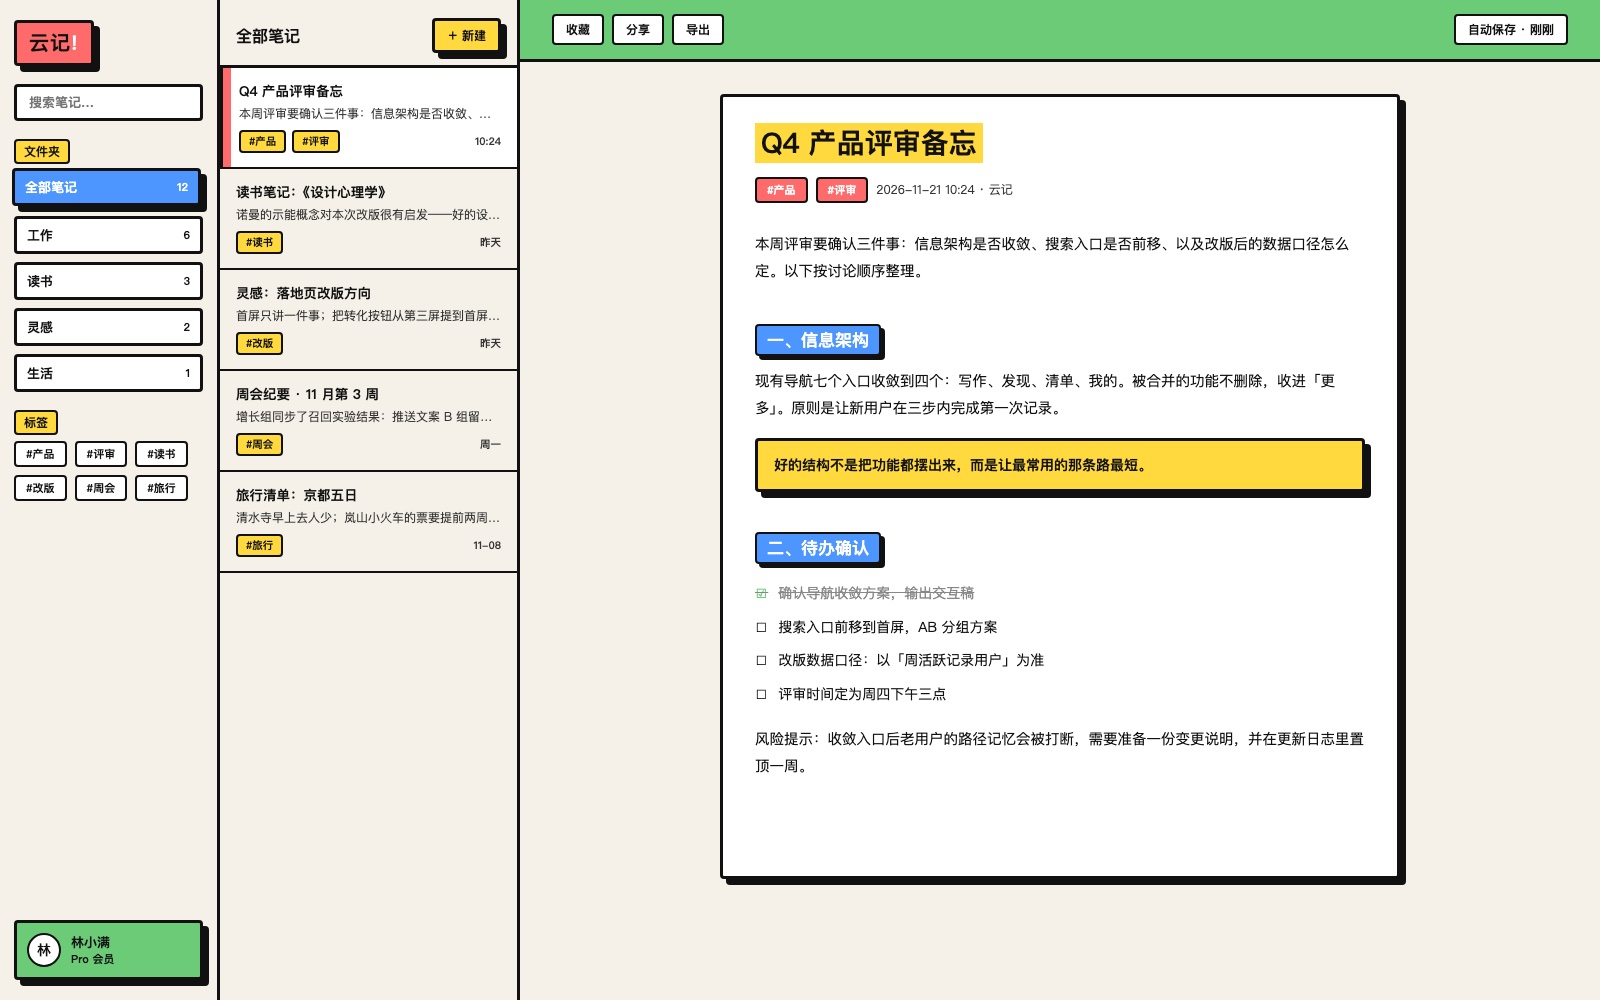 云记!
搜索笔记...
文件夹
全部笔记 12
工作 6
读书 3
灵感 2
生活 1
标签
#产品 #评审 #读书
#改版 #周会 #旅行
林
林小满
Pro 会员
全部笔记
+ 新建
Q4 产品评审备忘
本周评审要确认三件事：信息架构是否收敛、...
#产品 #评审 10:24
读书笔记：《设计心理学》
诺曼的示能概念对本次改版很有启发——好的设...
#读书 昨天
灵感：落地页改版方向
首屏只讲一件事；把转化按钮从第三屏提到首屏...
#改版 昨天
周会纪要 · 11 月第 3 周
增长组同步了召回实验结果：推送文案 B 组留...
#周会 周一
旅行清单：京都五日
清水寺早上去人少；岚山小火车的票要提前两周...
#旅行 11-08
收藏 分享 导出
自动保存 · 刚刚
Q4 产品评审备忘
#产品 #评审 2026-11-21 10:24 · 云记
本周评审要确认三件事：信息架构是否收敛、搜索入口是否前移、以及改版后的数据口径怎么
定。以下按讨论顺序整理。
一、信息架构
现有导航七个入口收敛到四个：写作、发现、清单、我的。被合并的功能不删除，收进「更
多」。原则是让新用户在三步内完成第一次记录。
好的结构不是把功能都摆出来，而是让最常用的那条路最短。
二、待办确认
☑ 确认导航收敛方案，输出交互稿
☐ 搜索入口前移到首屏，AB 分组方案
☐ 改版数据口径：以「周活跃记录用户」为准
☐ 评审时间定为周四下午三点
风险提示：收敛入口后老用户的路径记忆会被打断，需要准备一份变更说明，并在更新日志里置
顶一周。